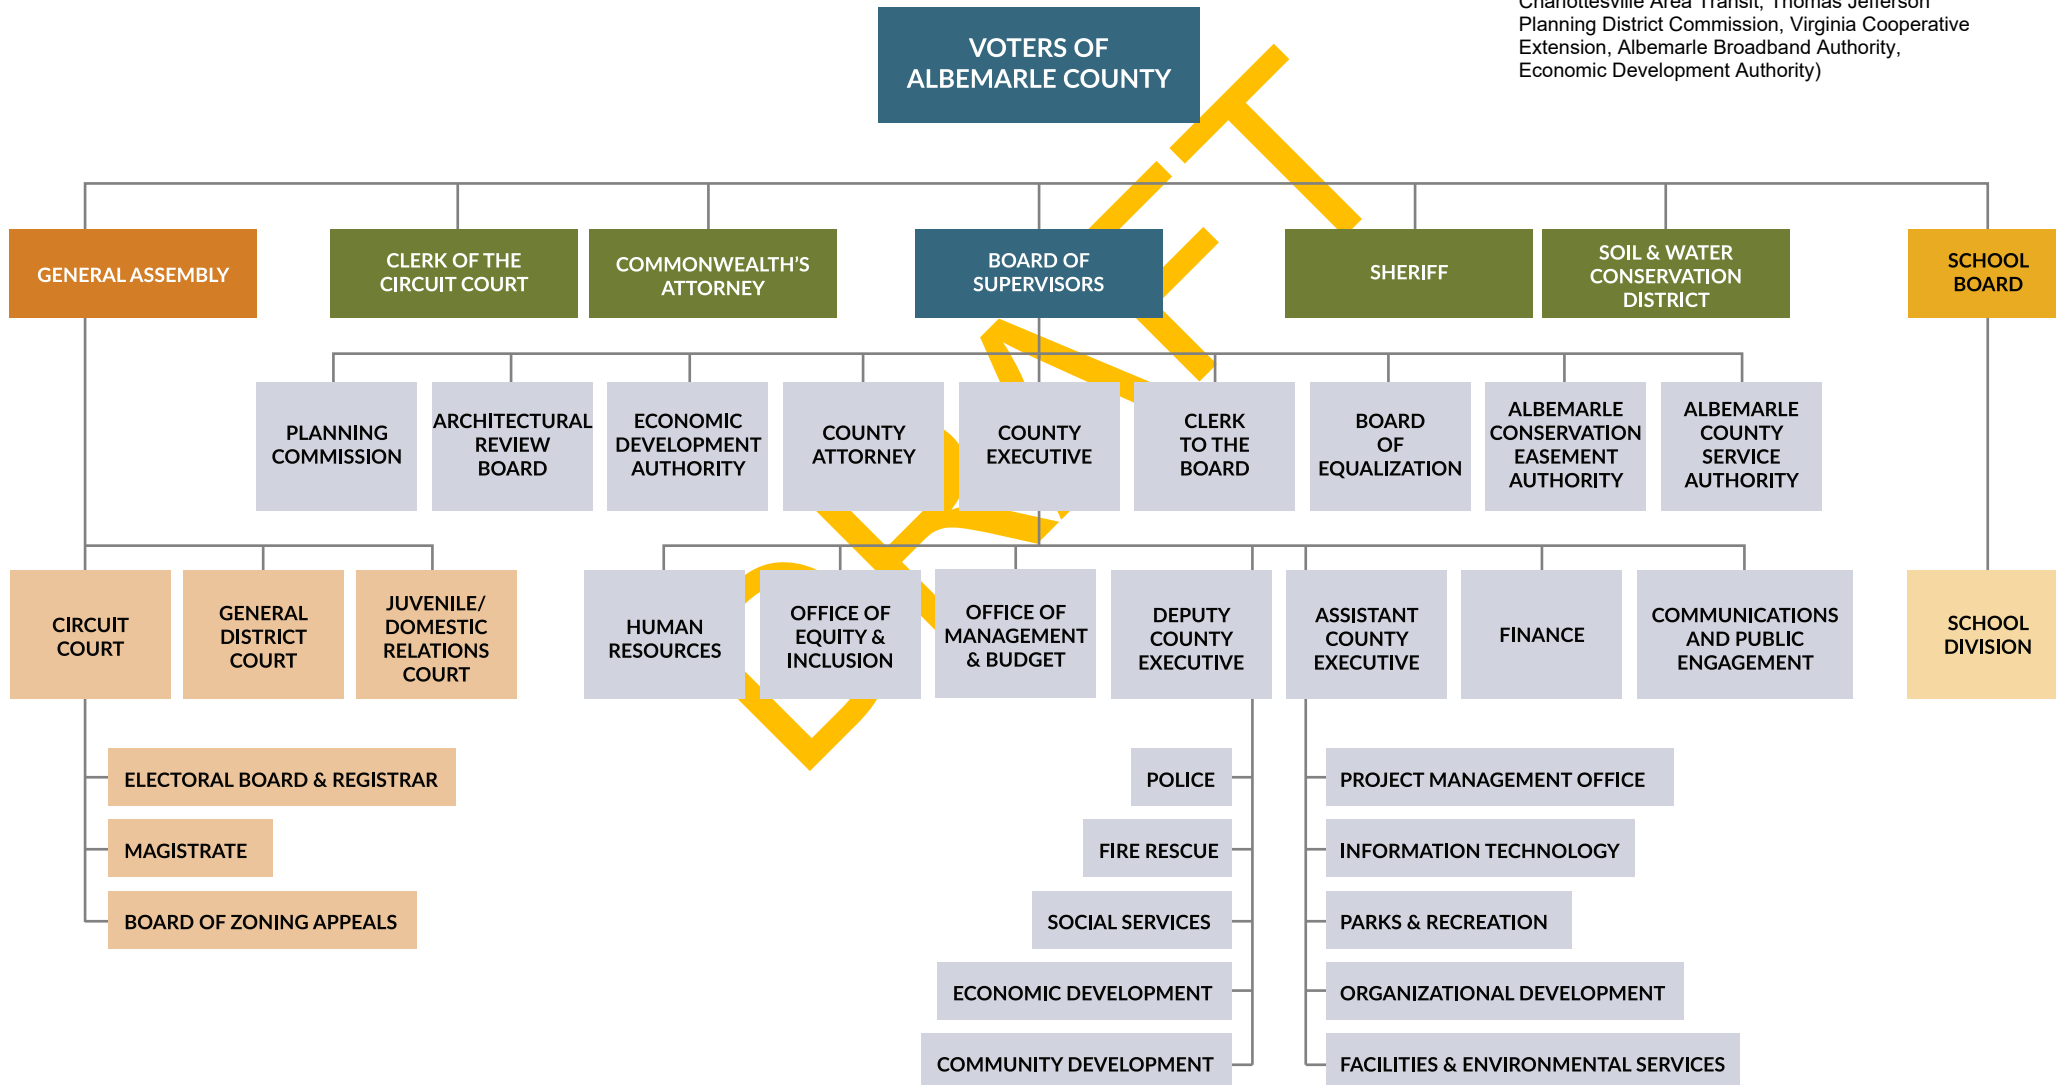 Charlottesville Area Transit, Thomas Jefferson
Planning District Commission, Virginia Cooperative
Extension, Albemarle Broadband Authority,
Economic Development Authority)
VOTERS OF
ALBEMARLE COUNTY
GENERAL ASSEMBLY
CLERK OF THE
CIRCUIT COURT
COMMONWEALTH'S
ATTORNEY
BOARD OF
SUPERVISORS
SHERIFF
SOIL & WATER
CONSERVATION
DISTRICT
SCHOOL
BOARD
PLANNING
COMMISSION
ARCHITECTURAL
REVIEW
BOARD
ECONOMIC
DEVELOPMENT
AUTHORITY
COUNTY
ATTORNEY
COUNTY
EXECUTIVE
CLERK
TO THE
BOARD
BOARD
OF
EQUALIZATION
ALBEMARLE
CONSERVATION
EASEMENT
AUTHORITY
ALBEMARLE
COUNTY
SERVICE
AUTHORITY
CIRCUIT
COURT
GENERAL
DISTRICT
COURT
JUVENILE/
DOMESTIC
RELATIONS
COURT
HUMAN
RESOURCES
OFFICE OF
EQUITY &
INCLUSION
OFFICE OF
MANAGEMENT
& BUDGET
DEPUTY
COUNTY
EXECUTIVE
ASSISTANT
COUNTY
EXECUTIVE
FINANCE
COMMUNICATIONS
AND PUBLIC
ENGAGEMENT
SCHOOL
DIVISION
ELECTORAL BOARD & REGISTRAR
MAGISTRATE
BOARD OF ZONING APPEALS
POLICE
FIRE RESCUE
SOCIAL SERVICES
ECONOMIC DEVELOPMENT
COMMUNITY DEVELOPMENT
PROJECT MANAGEMENT OFFICE
INFORMATION TECHNOLOGY
PARKS & RECREATION
ORGANIZATIONAL DEVELOPMENT
FACILITIES & ENVIRONMENTAL SERVICES
DRAFT